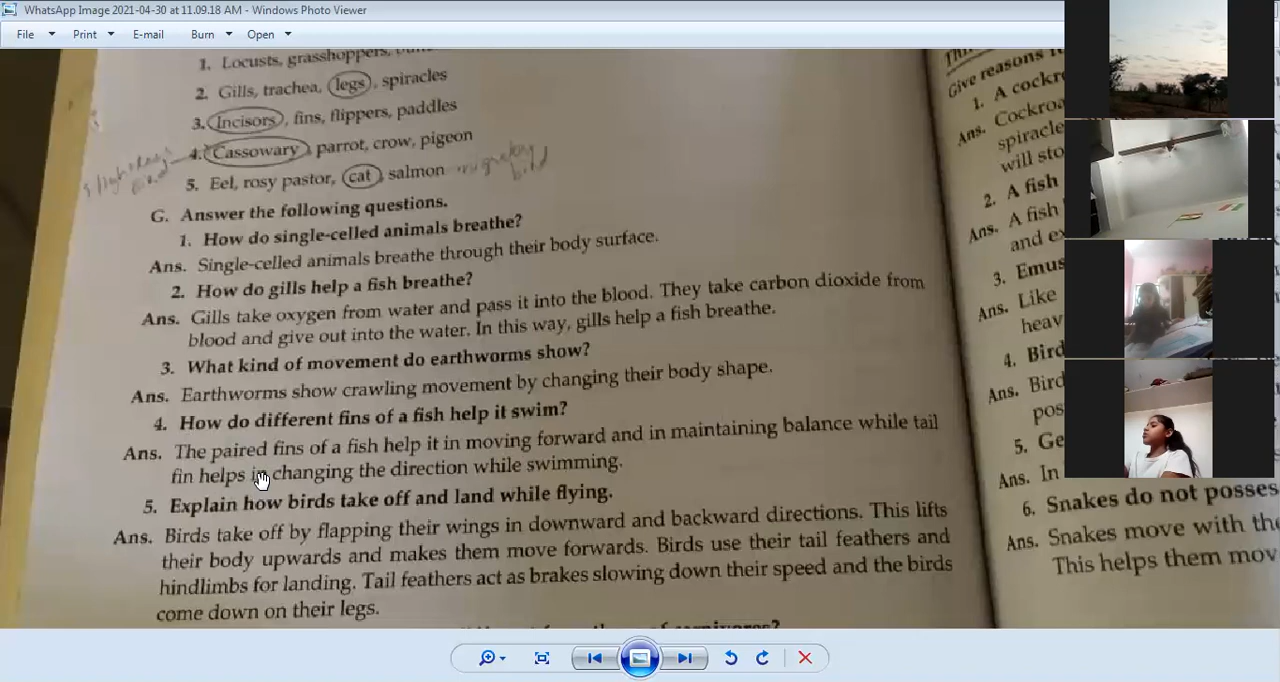 WhatsApp Image 2021-04-30 at 11.09.18 AM - Windows Photo Viewer
File Print E-mail Burn Open
1. Locusts, grasshoppers,
2. Gills, trachea, legs, spiracles
3. Incisors, fins, flippers, paddles
4. Cassowary, parrot, crow, pigeon
5. Eel, rosy pastor, cat, salmon
bird
G. Answer the following questions.
1. How do single-celled animals breathe?
Ans. Single-celled animals breathe through their body surface.
2. How do gills help a fish breathe?
Ans. Gills take oxygen from water and pass it into the blood. They take carbon dioxide from
blood and give out into the water. In this way, gills help a fish breathe.
3. What kind of movement do earthworms show?
Ans. Earthworms show crawling movement by changing their body shape.
4. How do different fins of a fish help it swim?
Ans. The paired fins of a fish help it in moving forward and in maintaining balance while tail
fin helps in changing the direction while swimming.
5. Explain how birds take off and land while flying.
Ans. Birds take off by flapping their wings in downward and backward directions. This lifts
their body upwards and makes them move forwards. Birds use their tail feathers and
hindlimbs for landing. Tail feathers act as brakes slowing down their speed and the birds
come down on their legs.
Give reasons
1. A cockr
Ans. Cockroa
spiracle
will sto
2. A fish
Ans. A fish
and ex
3. Emus
Ans. Like
heav
4. Bird
Ans. Bird
pos
5. Ge
Ans. In
6. Snakes do not posses
Ans. Snakes move with the
This helps them mov